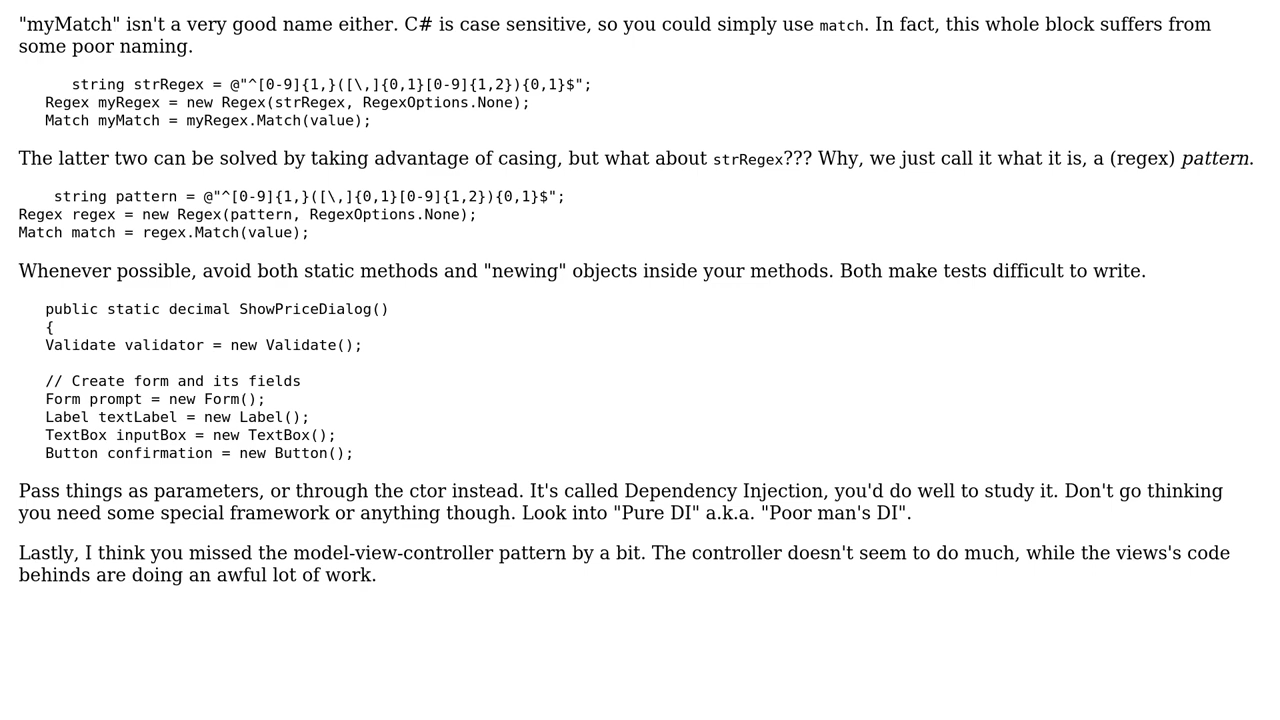 "myMatch" isn't a very good name either. C# is case sensitive, so you could simply use match. In fact, this whole block suffers from
some poor naming.
string strRegex = @"^[0-9]{1,}([\,]{0,1}[0-9]{1,2}){0,1}$";
Regex myRegex = new Regex(strRegex, RegexOptions.None);
Match myMatch = myRegex.Match(value);
The latter two can be solved by taking advantage of casing, but what about strRegex??? Why, we just call it what it is, a (regex) pattern.
string pattern = @"^[0-9]{1,}([\,]{0,1}[0-9]{1,2}){0,1}$";
Regex regex = new Regex(pattern, RegexOptions.None);
Match match = regex.Match(value);
Whenever possible, avoid both static methods and "newing" objects inside your methods. Both make tests difficult to write.
public static decimal ShowPriceDialog()
{
Validate validator = new Validate();
// Create form and its fields
Form prompt = new Form();
Label textLabel = new Label();
TextBox inputBox = new TextBox();
Button confirmation = new Button();
Pass things as parameters, or through the ctor instead. It's called Dependency Injection, you'd do well to study it. Don't go thinking
you need some special framework or anything though. Look into "Pure DI" a.k.a. "Poor man's DI".
Lastly, I think you missed the model-view-controller pattern by a bit. The controller doesn't seem to do much, while the views's code
behinds are doing an awful lot of work.